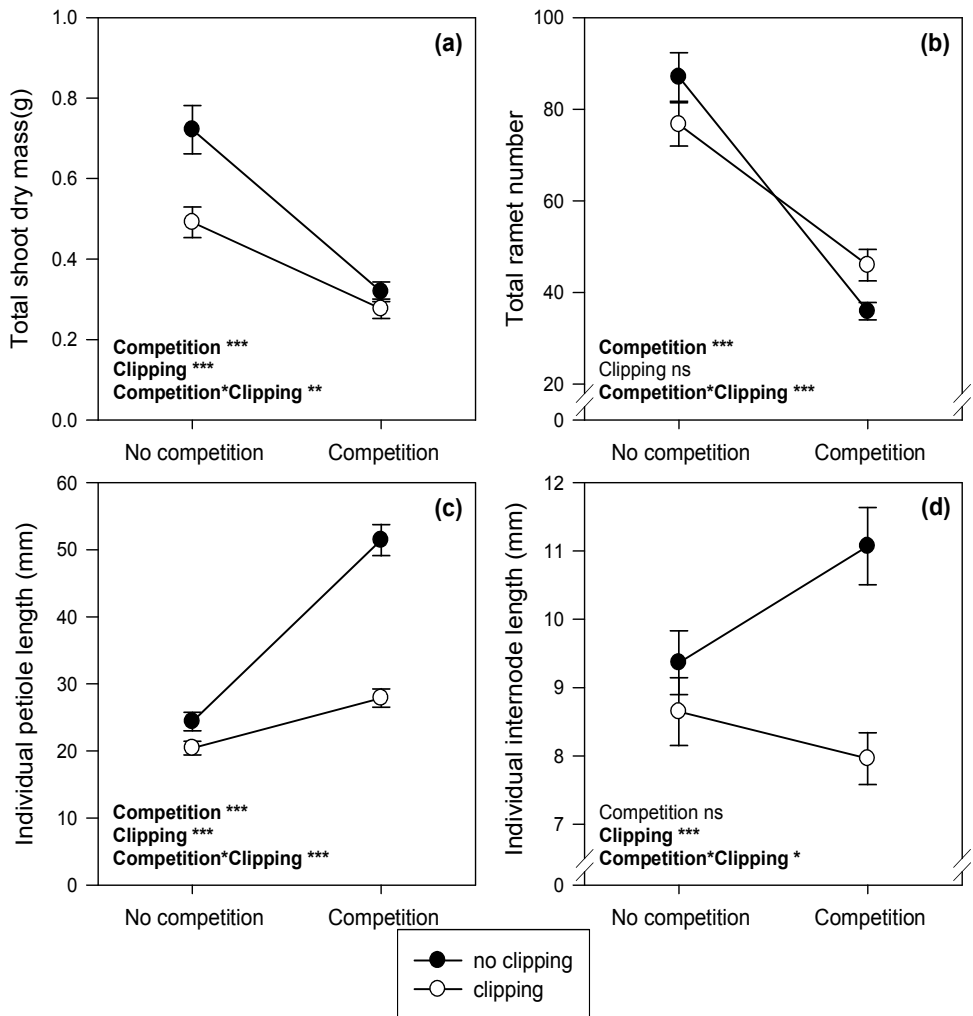 (a)
Total shoot dry mass(g)
1.0
0.8
0.6
0.4
0.2
0.0
Competition ***
Clipping ***
Competition*Clipping **
No competition
Competition
(b)
Total ramet number
100
80
60
40
20
0
Competition ***
Clipping ns
Competition*Clipping ***
No competition
Competition
(c)
Individual petiole length (mm)
60
50
40
30
20
10
0
Competition ***
Clipping ***
Competition*Clipping ***
No competition
Competition
(d)
Individual internode length (mm)
12
11
10
9
8
7
0
Competition ns
Clipping ***
Competition*Clipping *
No competition
Competition
no clipping
clipping